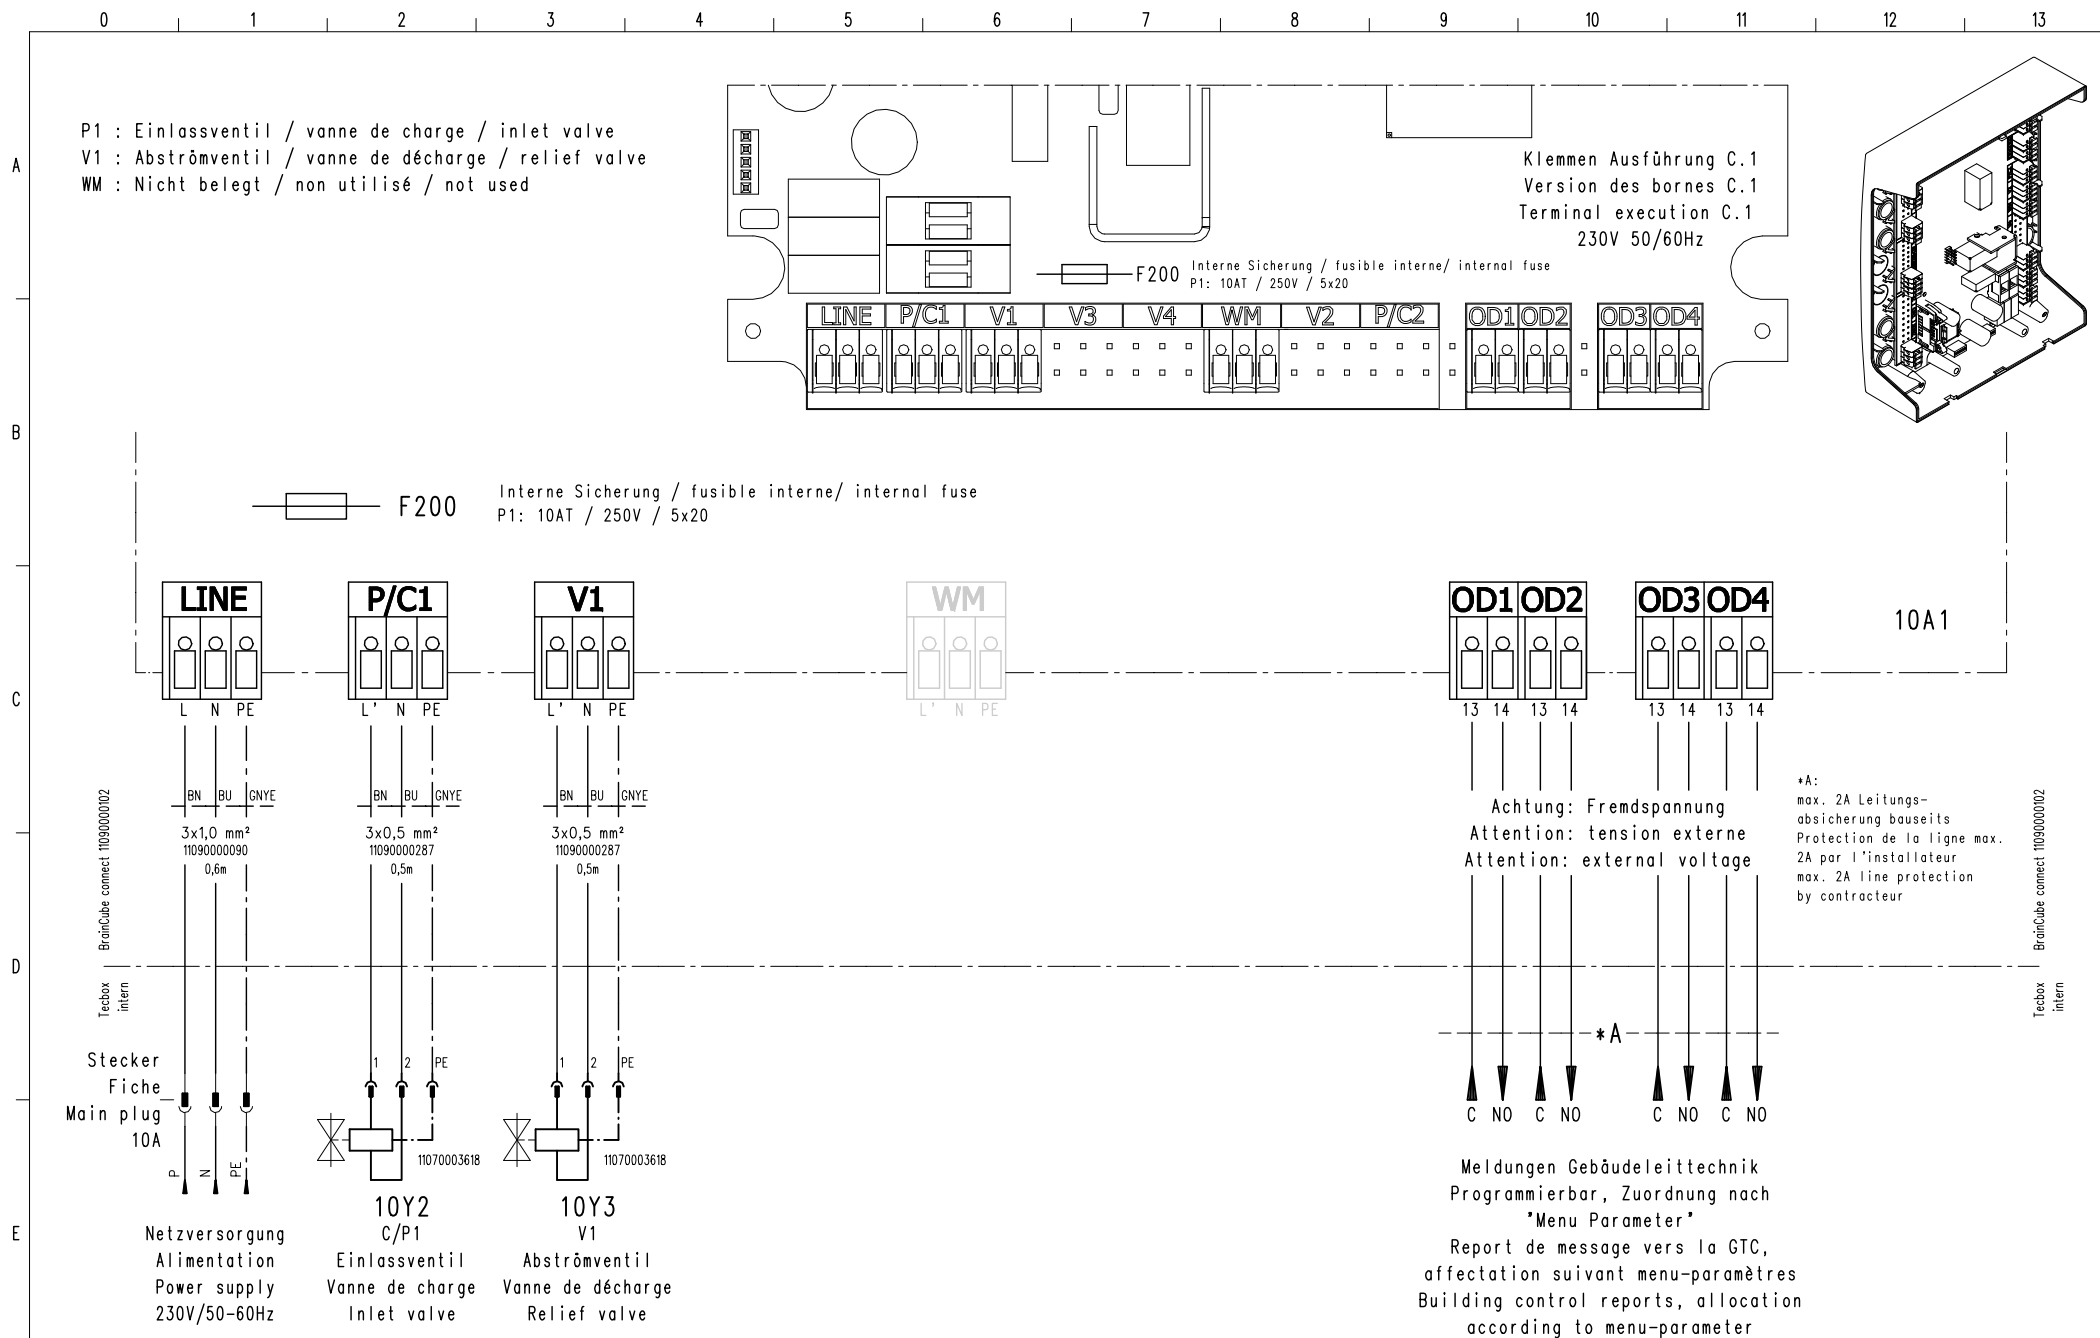 0 1 2 3 4 5 6 7 8 9 10 11 12 13
A
B
C
D
E
P1 : Einlassventil / vanne de charge / inlet valve
V1 : Abströmventil / vanne de décharge / relief valve
WM : Nicht belegt / non utilisé / not used
Klemmen Ausführung C.1
Version des bornes C.1
Terminal execution C.1
230V 50/60Hz
F200
Interne Sicherung / fusible interne/ internal fuse
P1: 10AT / 250V / 5x20
LINE P/C1 V1 V3 V4 WM V2 P/C2 OD1 OD2 OD3 OD4
F200
Interne Sicherung / fusible interne/ internal fuse
P1: 10AT / 250V / 5x20
LINE P/C1 V1 WM OD1 OD2 OD3 OD4
10A1
L N PE L' N PE L' N PE L' N PE 13 14 13 14 13 14 13 14
BN BU GNYE BN BU GNYE BN BU GNYE
3x1,0 mm²
11090000090
0,6m
3x0,5 mm²
11090000287
0,5m
3x0,5 mm²
11090000287
0,5m
Achtung: Fremdspannung
Attention: tension externe
Attention: external voltage
*A:
max. 2A Leitungs-
absicherung bauseits
Protection de la ligne max.
2A par l'installateur
max. 2A line protection
by contracteur
BrainCube connect 11090000102
BrainCube connect 11090000102
Tecbox
intern
Tecbox
intern
*A
Stecker
Fiche
Main plug
10A
1 2 PE 1 2 PE
P N PE
11070003618
11070003618
C NO C NO C NO C NO
Netzversorgung
Alimentation
Power supply
230V/50-60Hz
10Y2
C/P1
Einlassventil
Vanne de charge
Inlet valve
10Y3
V1
Abströmventil
Vanne de décharge
Relief valve
Meldungen Gebäudeleittechnik
Programmierbar, Zuordnung nach
"Menu Parameter"
Report de message vers la GTC,
affectation suivant menu-paramètres
Building control reports, allocation
according to menu-parameter